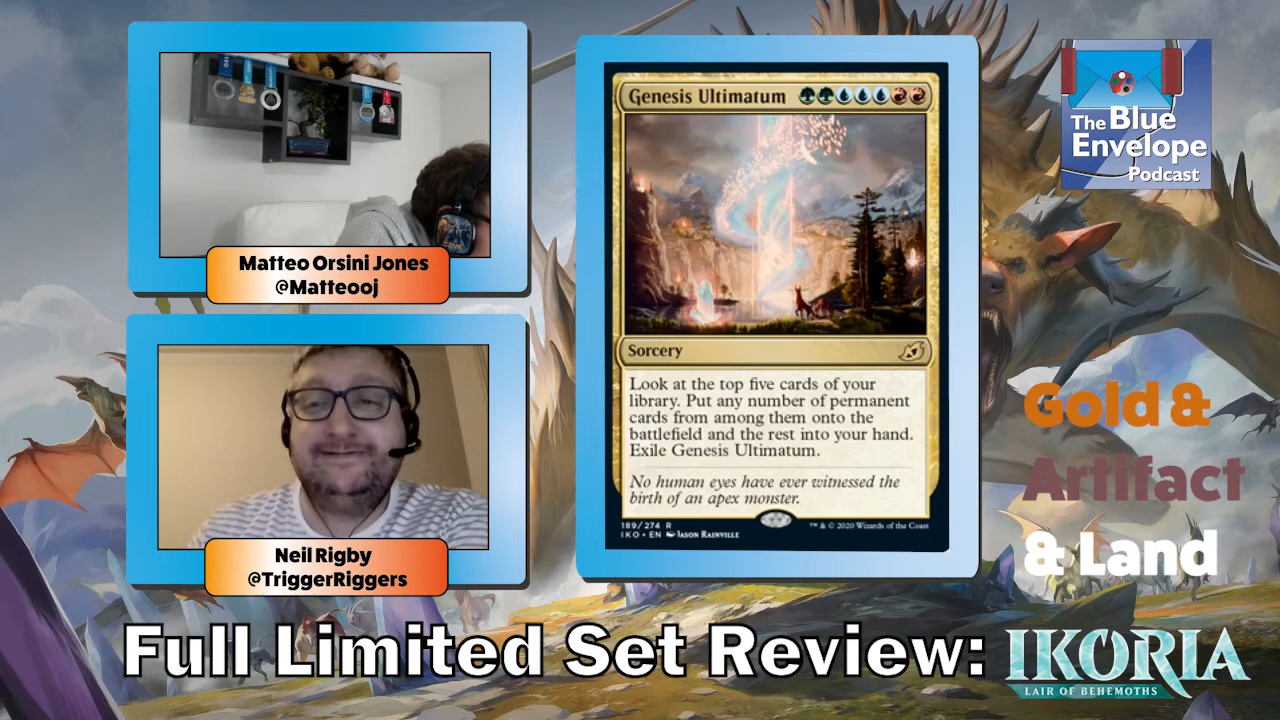 Matteo Orsini Jones
@Matteooj
Neil Rigby
@TriggerRiggers
Genesis Ultimatum
Sorcery
Look at the top five cards of your
library. Put any number of permanent
cards from among them onto the
battlefield and the rest into your hand.
Exile Genesis Ultimatum.
No human eyes have ever witnessed the
birth of an apex monster.
189/274 R
IKO • EN Jason Rainville
™ & © 2020 Wizards of the Coast
The Blue
Envelope
Podcast
Gold &
Artifact
& Land
Full Limited Set Review:
IKORIA
LAIR OF BEHEMOTHS